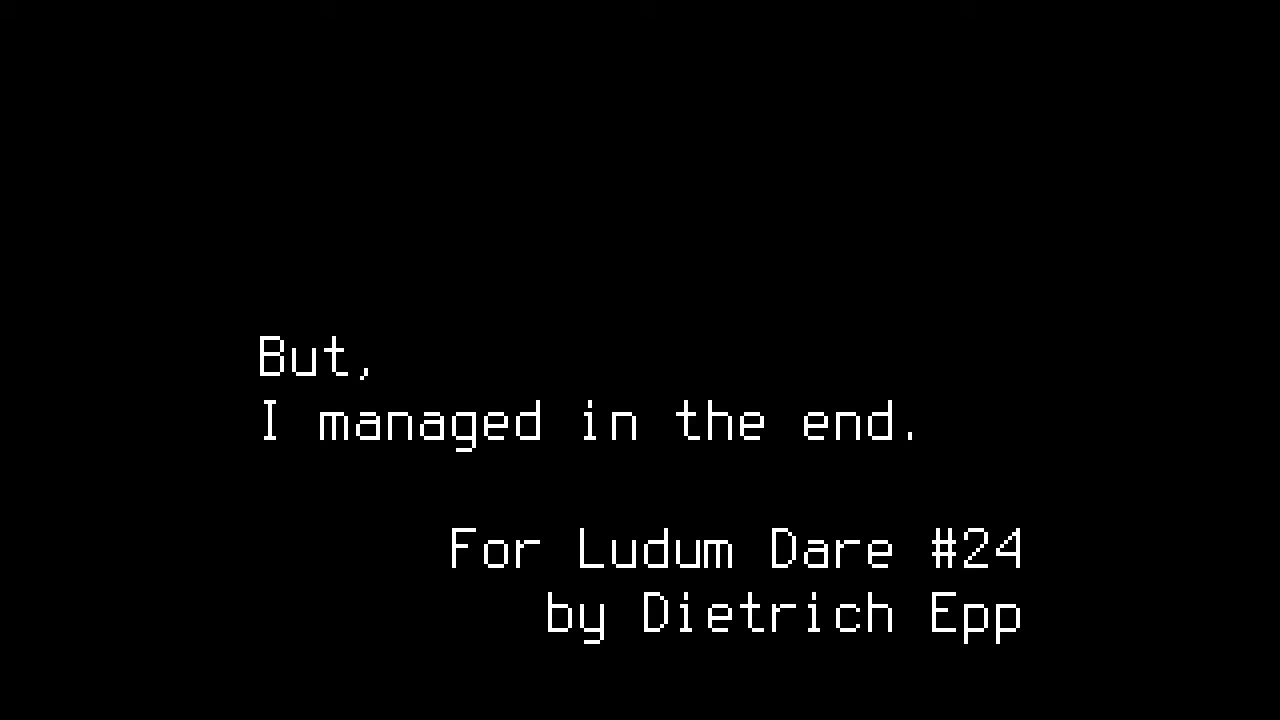 But,
I managed in the end.
For Ludum Dare #24
by Dietrich Epp